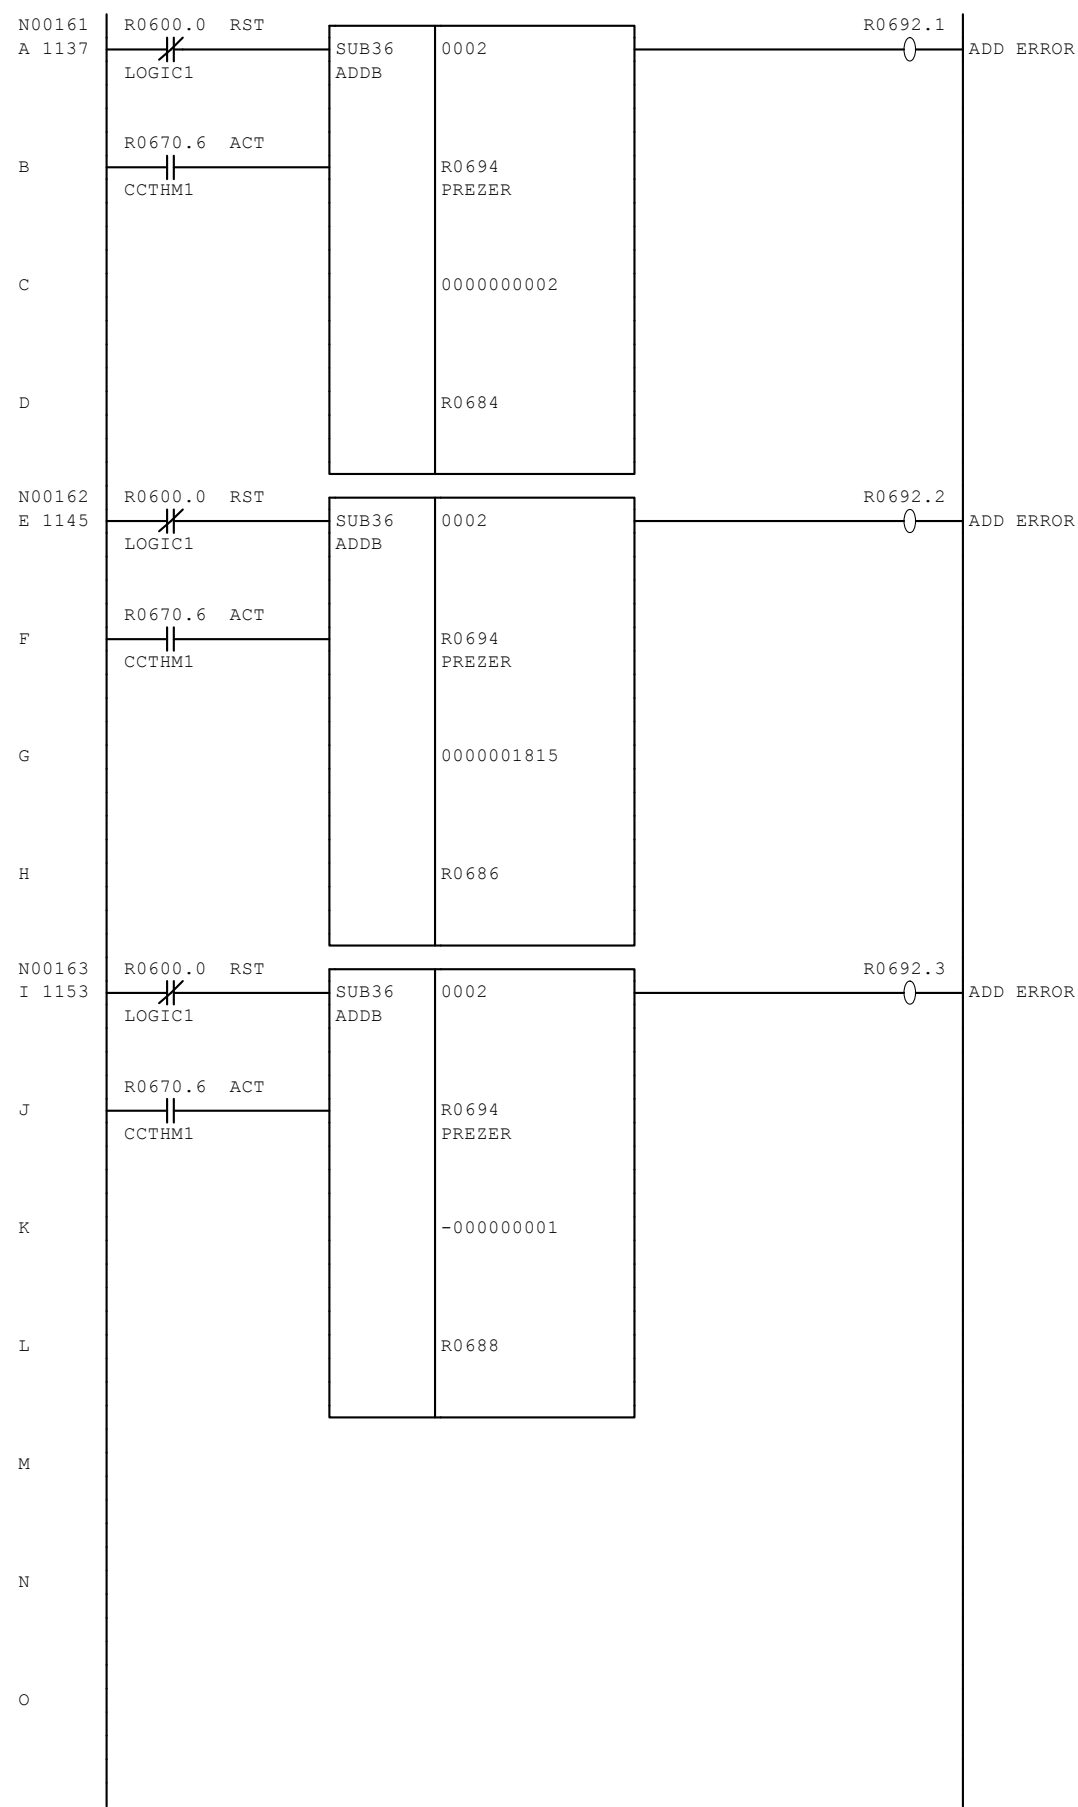 N00161 R0600.0 RST R0692.1
A 1137 SUB36 0002 ADD ERROR
LOGIC1 ADDB
R0670.6 ACT
B R0694
CCTHM1 PREZER
C 0000000002
D R0684
N00162 R0600.0 RST R0692.2
E 1145 SUB36 0002 ADD ERROR
LOGIC1 ADDB
R0670.6 ACT
F R0694
CCTHM1 PREZER
G 0000001815
H R0686
N00163 R0600.0 RST R0692.3
I 1153 SUB36 0002 ADD ERROR
LOGIC1 ADDB
R0670.6 ACT
J R0694
CCTHM1 PREZER
K -000000001
L R0688
M
N
O